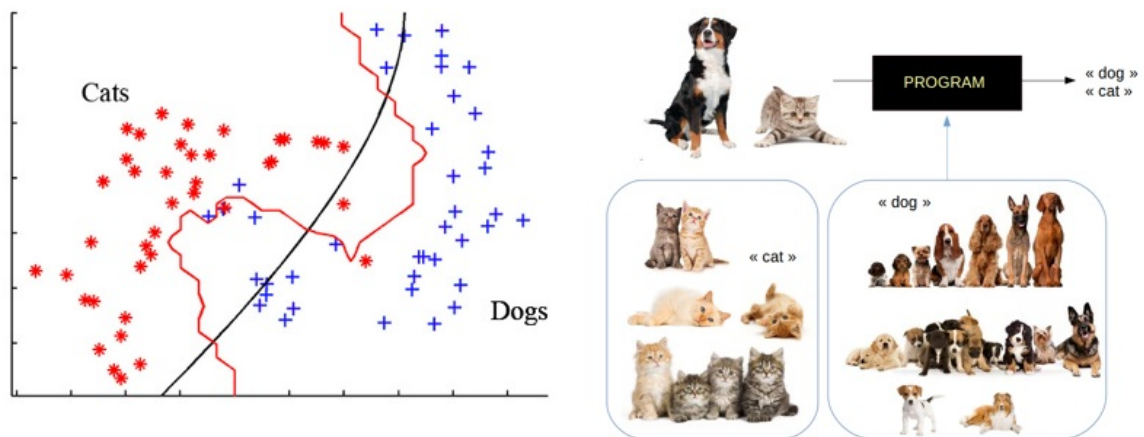 Cats
Dogs
PROGRAM
« dog »
« cat »
« cat »
« dog »